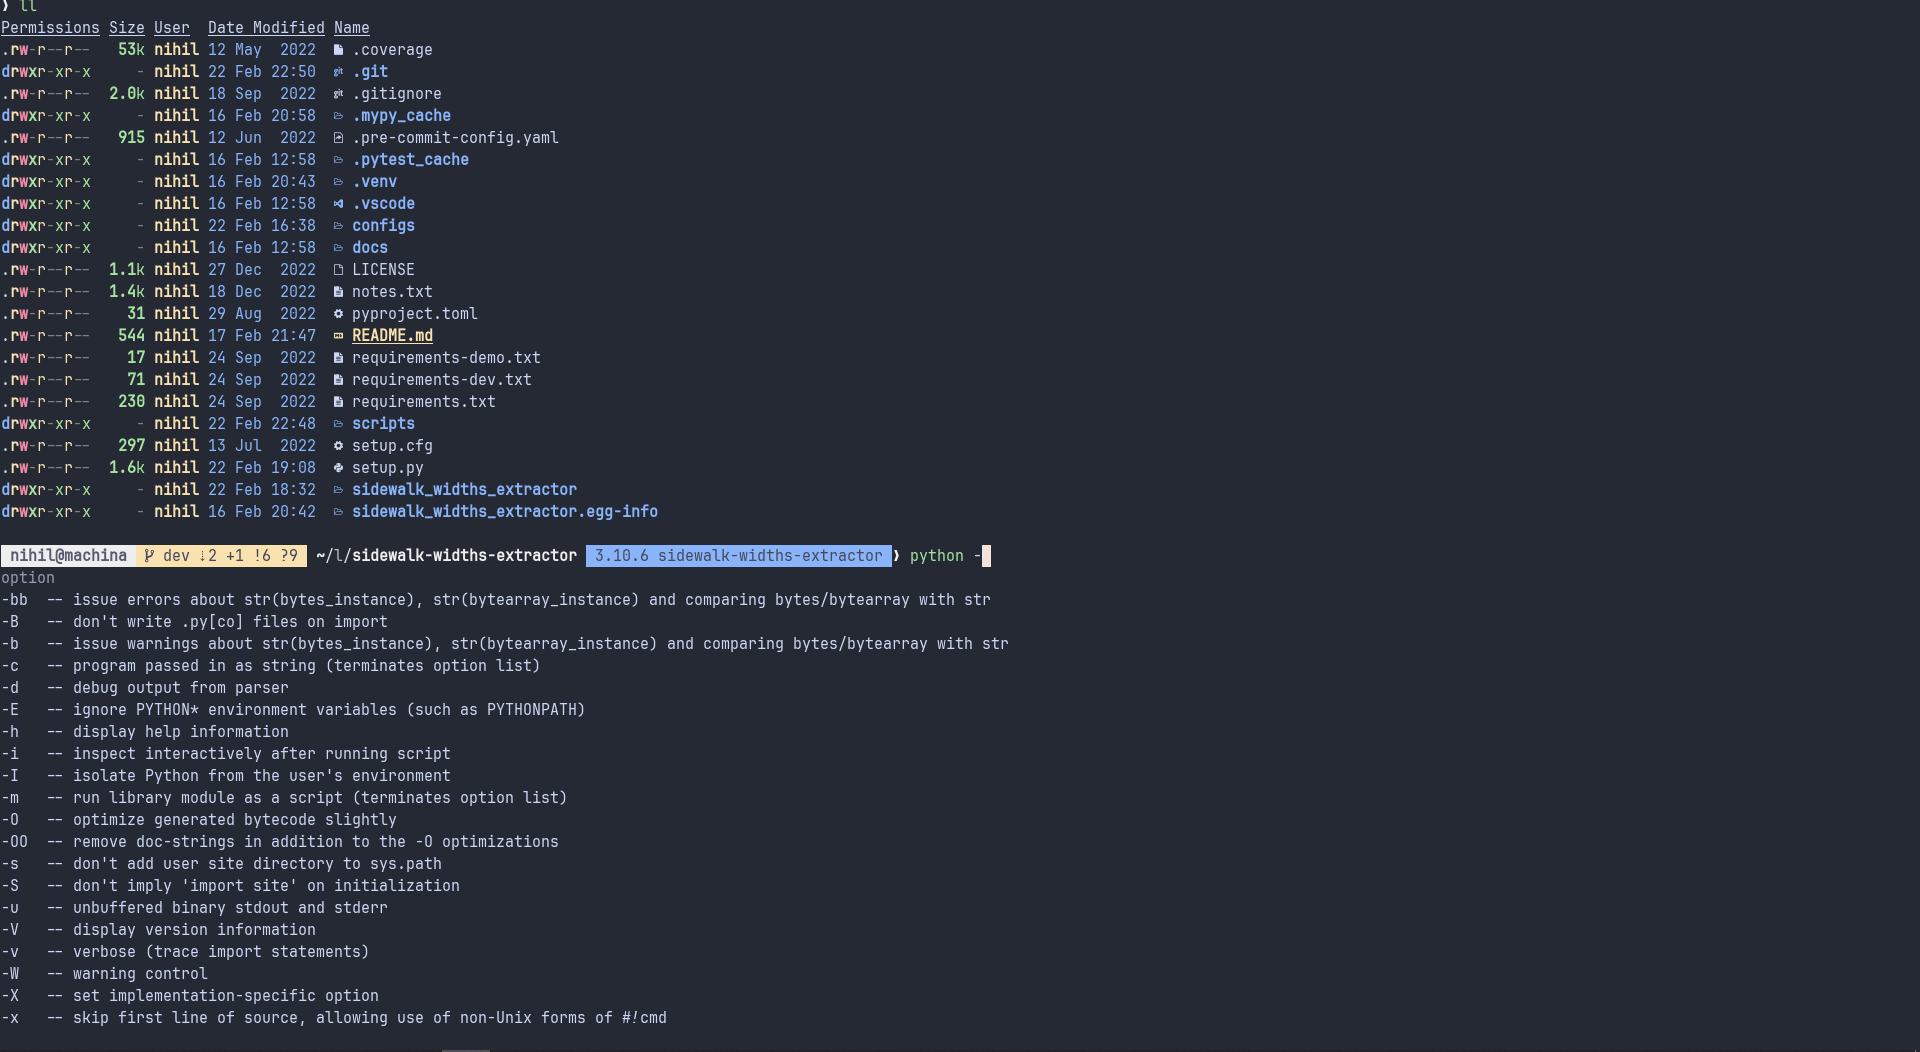 ❯ ll
Permissions Size User  Date Modified Name
.rw-r--r--   53k nihil 12 May  2022  .coverage
drwxr-xr-x     - nihil 22 Feb 22:50  .git
.rw-r--r--  2.0k nihil 18 Sep  2022  .gitignore
drwxr-xr-x     - nihil 16 Feb 20:58  .mypy_cache
.rw-r--r--   915 nihil 12 Jun  2022  .pre-commit-config.yaml
drwxr-xr-x     - nihil 16 Feb 12:58  .pytest_cache
drwxr-xr-x     - nihil 16 Feb 20:43  .venv
drwxr-xr-x     - nihil 16 Feb 12:58  .vscode
drwxr-xr-x     - nihil 22 Feb 16:38  configs
drwxr-xr-x     - nihil 16 Feb 12:58  docs
.rw-r--r--  1.1k nihil 27 Dec  2022  LICENSE
.rw-r--r--  1.4k nihil 18 Dec  2022  notes.txt
.rw-r--r--    31 nihil 29 Aug  2022  pyproject.toml
.rw-r--r--   544 nihil 17 Feb 21:47  README.md
.rw-r--r--    17 nihil 24 Sep  2022  requirements-demo.txt
.rw-r--r--    71 nihil 24 Sep  2022  requirements-dev.txt
.rw-r--r--   230 nihil 24 Sep  2022  requirements.txt
drwxr-xr-x     - nihil 22 Feb 22:48  scripts
.rw-r--r--   297 nihil 13 Jul  2022  setup.cfg
.rw-r--r--  1.6k nihil 22 Feb 19:08  setup.py
drwxr-xr-x     - nihil 22 Feb 18:32  sidewalk_widths_extractor
drwxr-xr-x     - nihil 16 Feb 20:42  sidewalk_widths_extractor.egg-info
nihil@machina dev ⇣2 +1 !6 ?9 ~/l/sidewalk-widths-extractor 3.10.6 sidewalk-widths-extractor ❯ python -
option
-bb  -- issue errors about str(bytes_instance), str(bytearray_instance) and comparing bytes/bytearray with str
-B   -- don't write .py[co] files on import
-b   -- issue warnings about str(bytes_instance), str(bytearray_instance) and comparing bytes/bytearray with str
-c   -- program passed in as string (terminates option list)
-d   -- debug output from parser
-E   -- ignore PYTHON* environment variables (such as PYTHONPATH)
-h   -- display help information
-i   -- inspect interactively after running script
-I   -- isolate Python from the user's environment
-m   -- run library module as a script (terminates option list)
-O   -- optimize generated bytecode slightly
-OO  -- remove doc-strings in addition to the -O optimizations
-s   -- don't add user site directory to sys.path
-S   -- don't imply 'import site' on initialization
-u   -- unbuffered binary stdout and stderr
-V   -- display version information
-v   -- verbose (trace import statements)
-W   -- warning control
-X   -- set implementation-specific option
-x   -- skip first line of source, allowing use of non-Unix forms of #!cmd